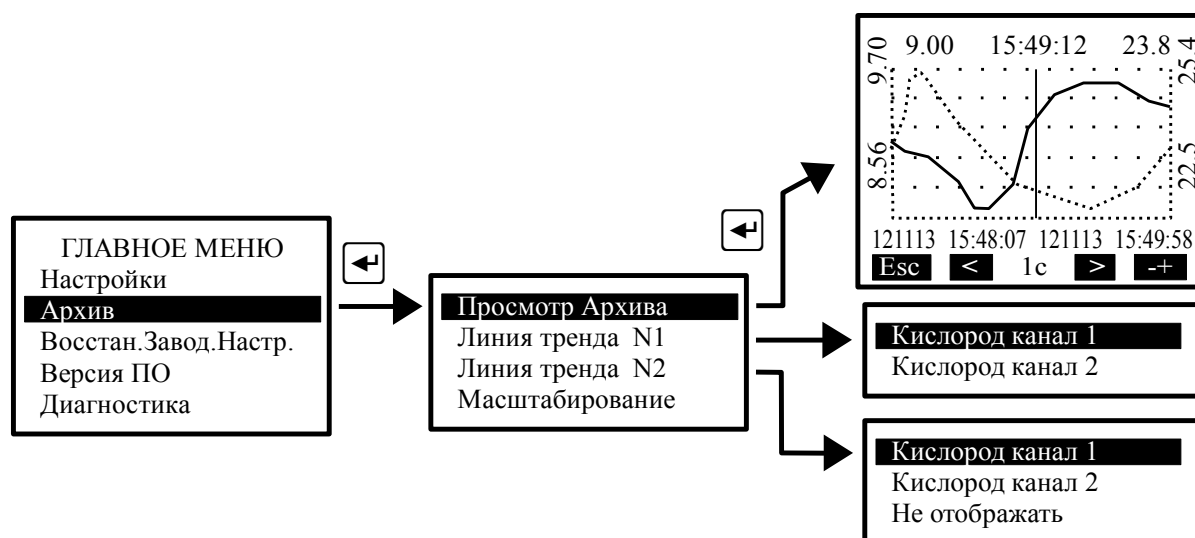 ГЛАВНОЕ МЕНЮ
Настройки
Архив
Восстан.Завод.Настр.
Версия ПО
Диагностика
Просмотр Архива
Линия тренда N1
Линия тренда N2
Масштабирование
9.00 15:49:12 23.8
9.70
8.56
25.4
22.5
121113 15:48:07 121113 15:49:58
Esc < 1с > -+
Кислород канал 1
Кислород канал 2
Кислород канал 1
Кислород канал 2
Не отображать